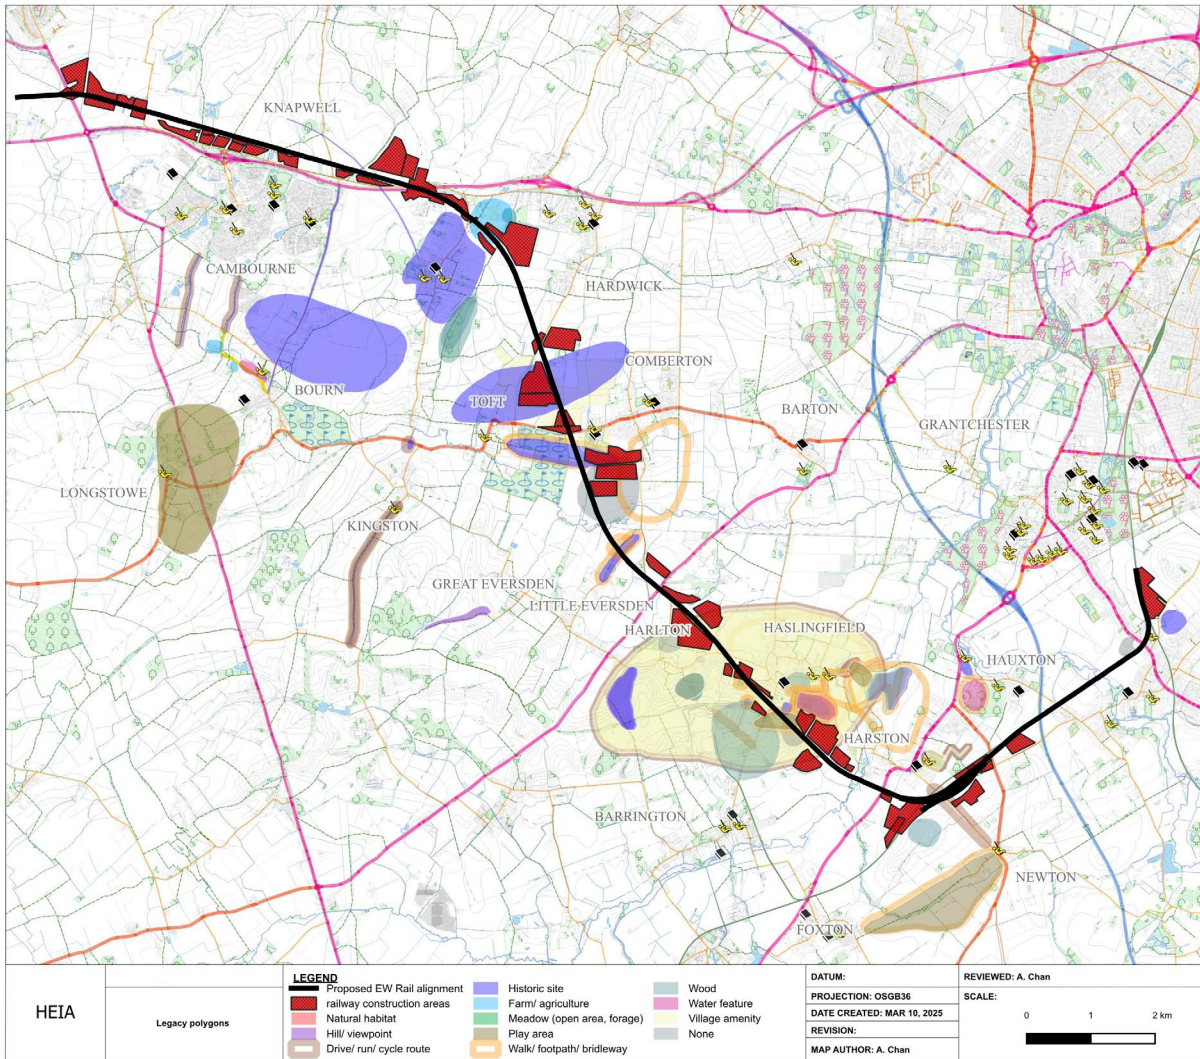 KNAPWELL
CAMBOURNE
HARDWICK
COMBERTON
BOURN
TOFT
BARTON
GRANTCHESTER
LONGSTOWE
KINGSTON
GREAT EVERSDEN
LITTLE EVERSDEN
HARLTON
HASLINGFIELD
HAUXTON
HARSTON
BARRINGTON
NEWTON
FOXTON
HEIA
Legacy polygons
LEGEND
Proposed EW Rail alignment
railway construction areas
Natural habitat
Hill/ viewpoint
Drive/ run/ cycle route
Historic site
Farm/ agriculture
Meadow (open area, forage)
Play area
Walk/ footpath/ bridleway
Wood
Water feature
Village amenity
None
DATUM:
PROJECTION: OSGB36
DATE CREATED: MAR 10, 2025
REVISION:
MAP AUTHOR: A. Chan
REVIEWED: A. Chan
SCALE:
0 1 2 km